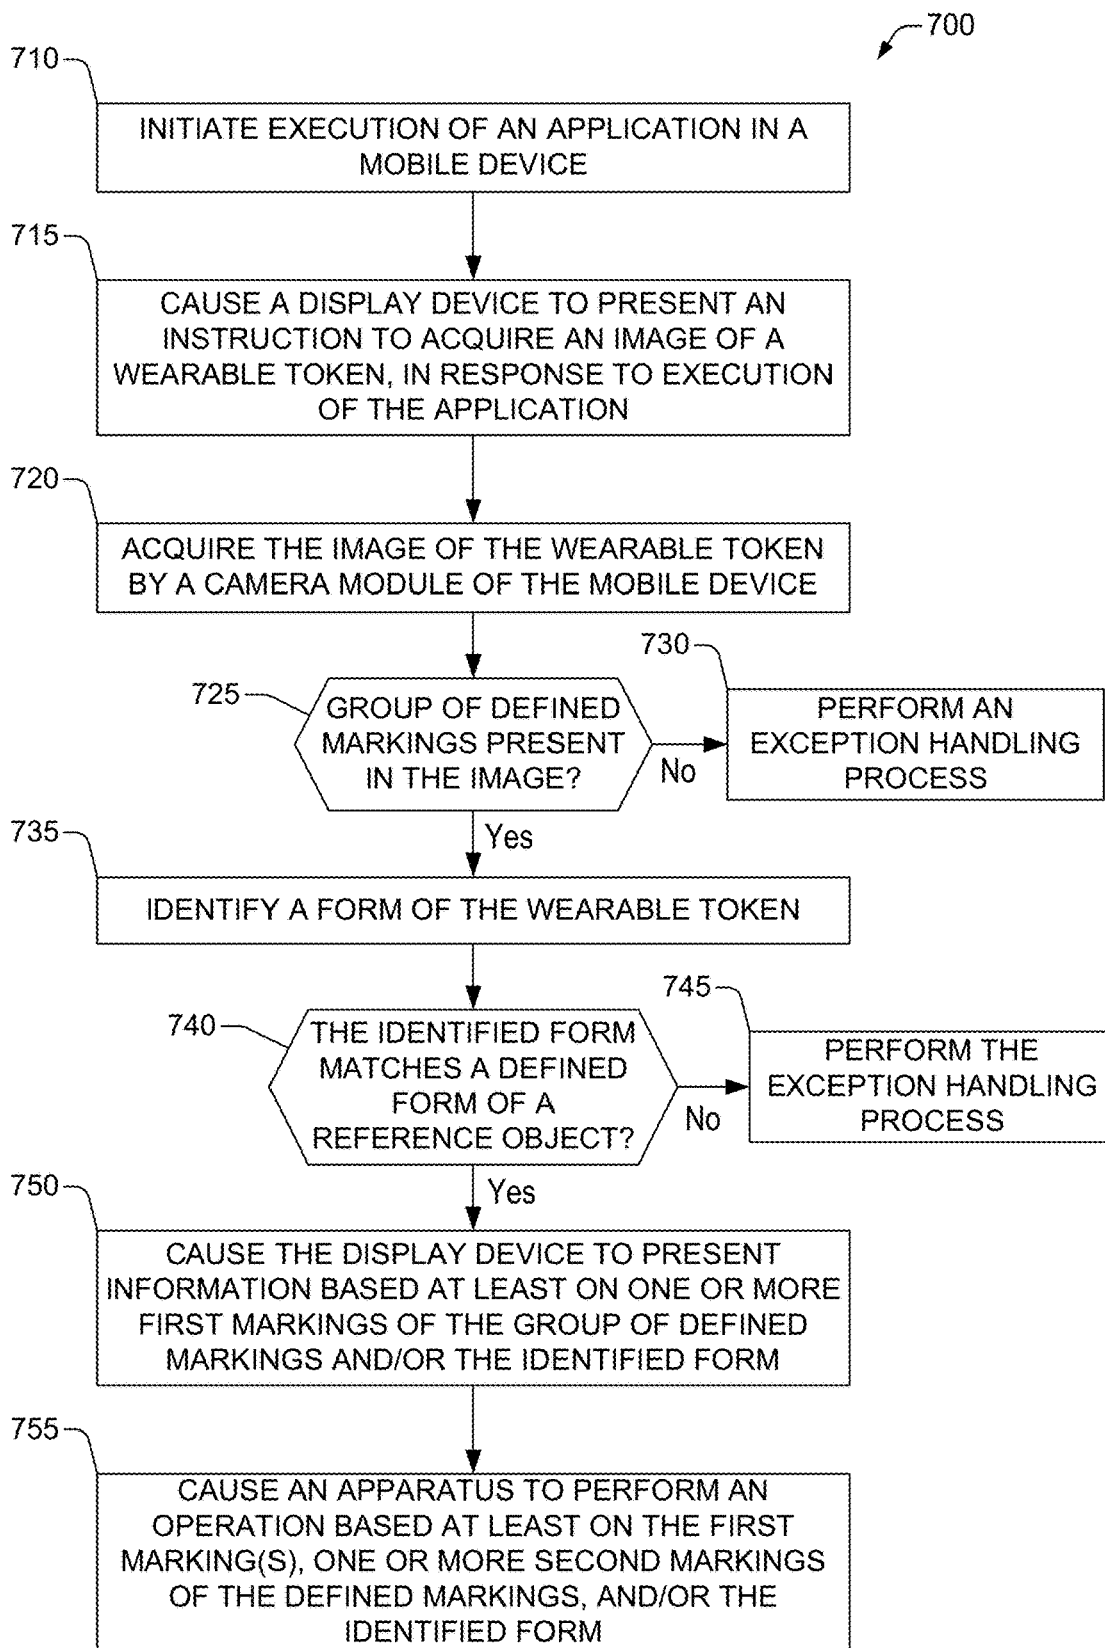 700
710
INITIATE EXECUTION OF AN APPLICATION IN A
MOBILE DEVICE
715
CAUSE A DISPLAY DEVICE TO PRESENT AN
INSTRUCTION TO ACQUIRE AN IMAGE OF A
WEARABLE TOKEN, IN RESPONSE TO EXECUTION
OF THE APPLICATION
720
ACQUIRE THE IMAGE OF THE WEARABLE TOKEN
BY A CAMERA MODULE OF THE MOBILE DEVICE
725
GROUP OF DEFINED
MARKINGS PRESENT
IN THE IMAGE?
No
730
PERFORM AN
EXCEPTION HANDLING
PROCESS
Yes
735
IDENTIFY A FORM OF THE WEARABLE TOKEN
740
THE IDENTIFIED FORM
MATCHES A DEFINED
FORM OF A
REFERENCE OBJECT?
No
745
PERFORM THE
EXCEPTION HANDLING
PROCESS
Yes
750
CAUSE THE DISPLAY DEVICE TO PRESENT
INFORMATION BASED AT LEAST ON ONE OR MORE
FIRST MARKINGS OF THE GROUP OF DEFINED
MARKINGS AND/OR THE IDENTIFIED FORM
755
CAUSE AN APPARATUS TO PERFORM AN
OPERATION BASED AT LEAST ON THE FIRST
MARKING(S), ONE OR MORE SECOND MARKINGS
OF THE DEFINED MARKINGS, AND/OR THE
IDENTIFIED FORM